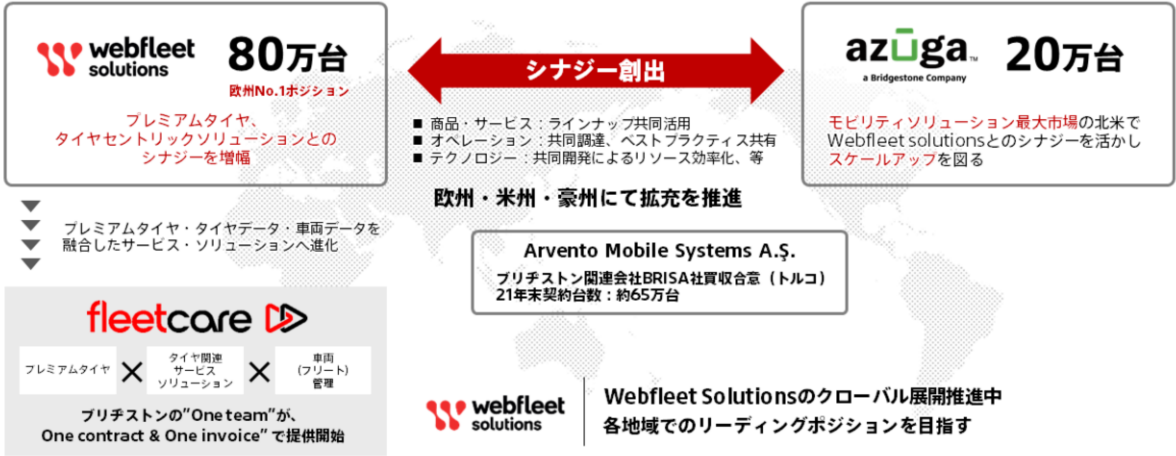 webfleet
solutions
80万台
欧州No.1ポジション
プレミアムタイヤ、
タイヤセントリックソリューションとの
シナジーを増幅
シナジー創出
■ 商品・サービス：ラインナップ共同活用
■ オペレーション：共同調達、ベストプラクティス共有
■ テクノロジー：共同開発によるリソース効率化、等
欧州・米州・豪州にて拡充を推進
azūga™
a Bridgestone Company
20万台
モビリティソリューション最大市場の北米で
Webfleet solutionsとのシナジーを活かし
スケールアップを図る
プレミアムタイヤ・タイヤデータ・車両データを
融合したサービス・ソリューションへ進化
Arvento Mobile Systems A.Ş.
ブリヂストン関連会社BRISA社買収合意（トルコ）
21年末契約台数：約65万台
fleetcare
プレミアムタイヤ
×
タイヤ関連
サービス
ソリューション
×
車両
(フリート)
管理
ブリヂストンの"One teamが、
One contract & One invoice" で提供開始
webfleet
solutions
Webfleet Solutionsのグローバル展開推進中
各地域でのリーディングポジションを目指す